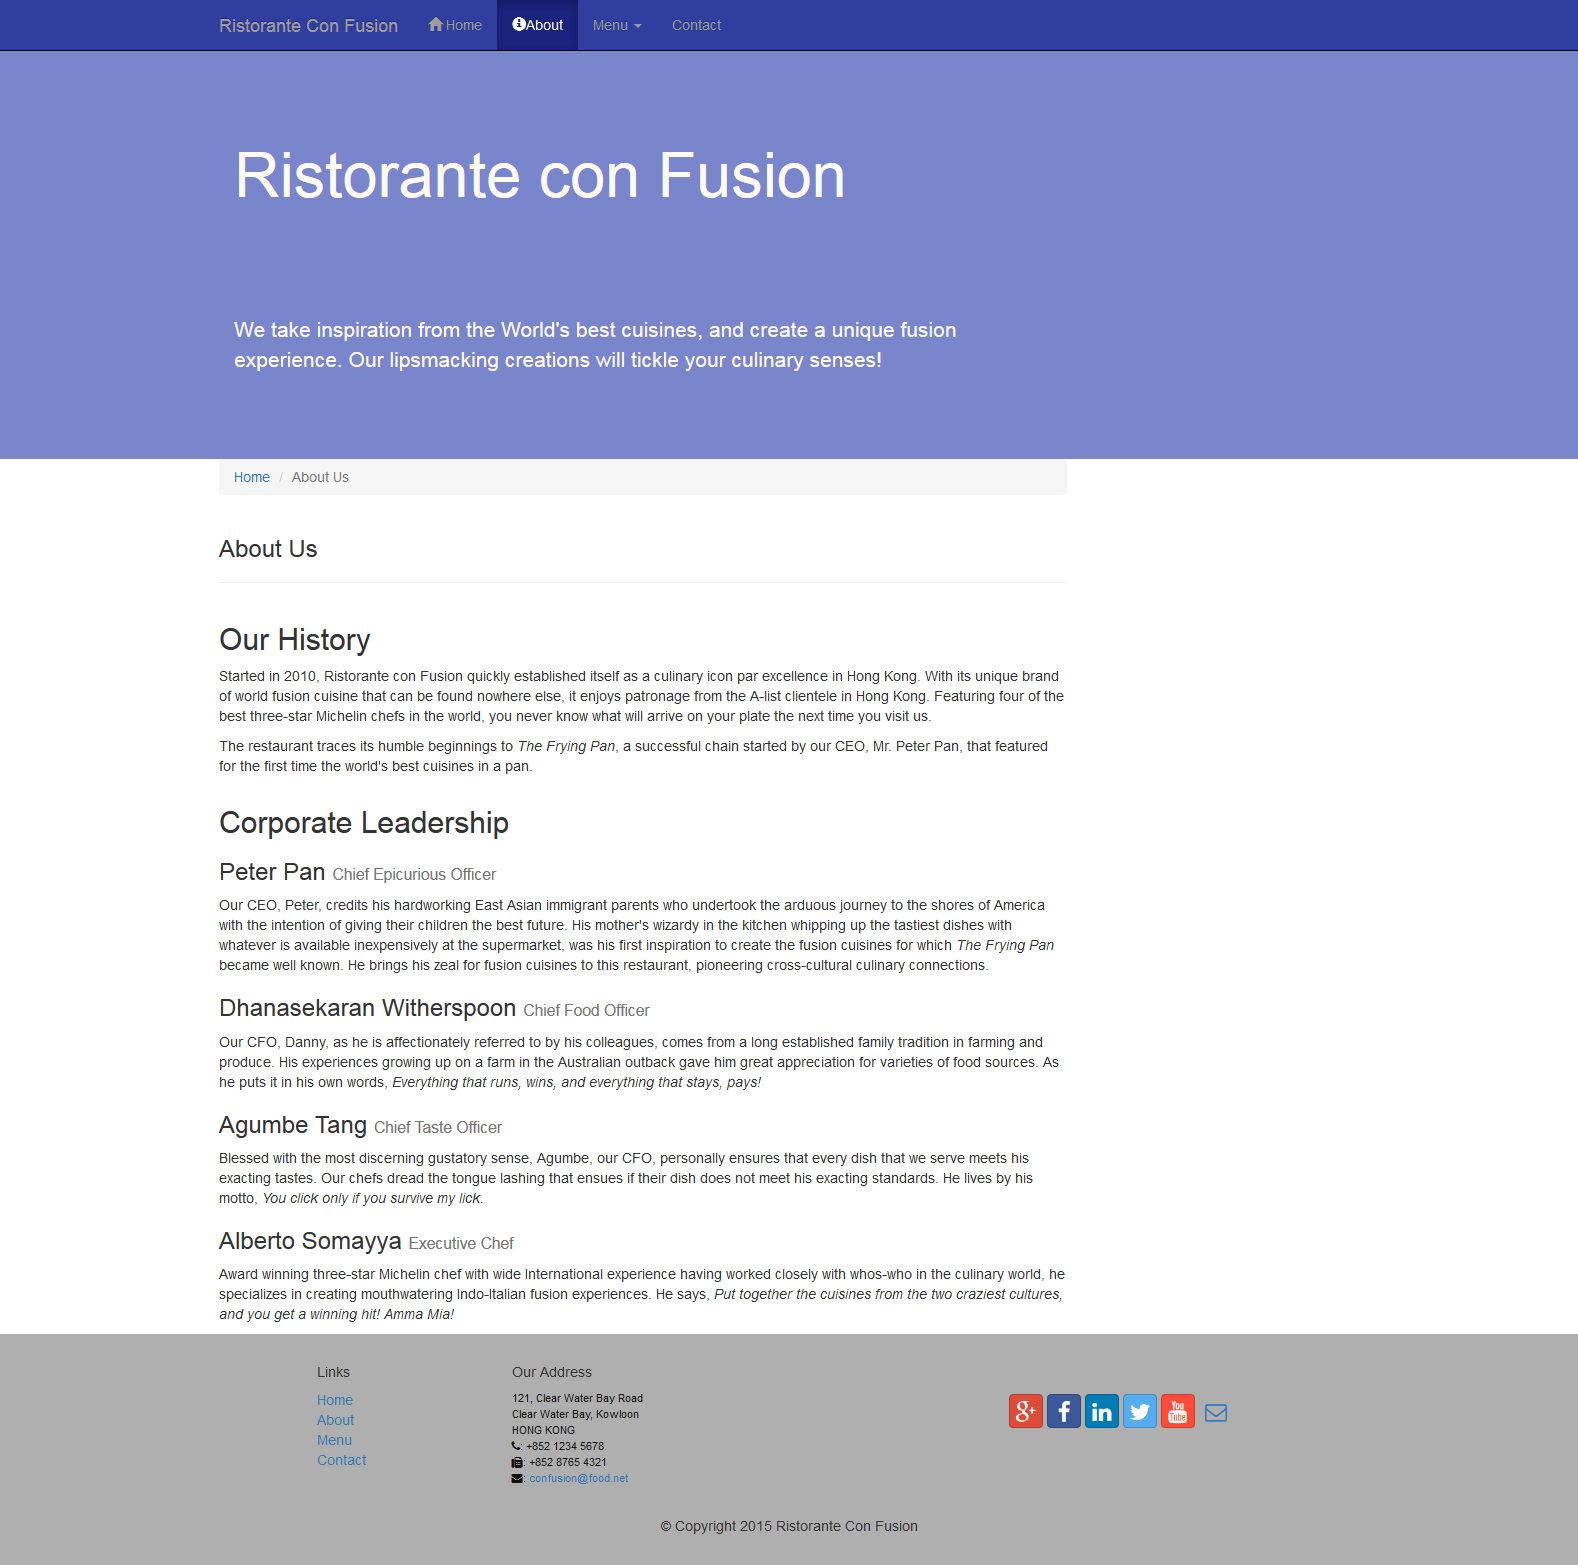 Ristorante Con Fusion Home About Menu Contact
Ristorante con Fusion
We take inspiration from the World's best cuisines, and create a unique fusion
experience. Our lipsmacking creations will tickle your culinary senses!
Home / About Us
About Us
Our History
Started in 2010, Ristorante con Fusion quickly established itself as a culinary icon par excellence in Hong Kong. With its unique brand
of world fusion cuisine that can be found nowhere else, it enjoys patronage from the A-list clientele in Hong Kong. Featuring four of the
best three-star Michelin chefs in the world, you never know what will arrive on your plate the next time you visit us.
The restaurant traces its humble beginnings to The Frying Pan, a successful chain started by our CEO, Mr. Peter Pan, that featured
for the first time the world's best cuisines in a pan.
Corporate Leadership
Peter Pan Chief Epicurious Officer
Our CEO, Peter, credits his hardworking East Asian immigrant parents who undertook the arduous journey to the shores of America
with the intention of giving their children the best future. His mother's wizardy in the kitchen whipping up the tastiest dishes with
whatever is available inexpensively at the supermarket, was his first inspiration to create the fusion cuisines for which The Frying Pan
became well known. He brings his zeal for fusion cuisines to this restaurant, pioneering cross-cultural culinary connections.
Dhanasekaran Witherspoon Chief Food Officer
Our CFO, Danny, as he is affectionately referred to by his colleagues, comes from a long established family tradition in farming and
produce. His experiences growing up on a farm in the Australian outback gave him great appreciation for varieties of food sources. As
he puts it in his own words, Everything that runs, wins, and everything that stays, pays!
Agumbe Tang Chief Taste Officer
Blessed with the most discerning gustatory sense, Agumbe, our CFO, personally ensures that every dish that we serve meets his
exacting tastes. Our chefs dread the tongue lashing that ensues if their dish does not meet his exacting standards. He lives by his
motto, You click only if you survive my lick.
Alberto Somayya Executive Chef
Award winning three-star Michelin chef with wide International experience having worked closely with whos-who in the culinary world, he
specializes in creating mouthwatering Indo-Italian fusion experiences. He says, Put together the cuisines from the two craziest cultures,
and you get a winning hit! Amma Mia!
Links
Home
About
Menu
Contact
Our Address
121, Clear Water Bay Road
Clear Water Bay, Kowloon
HONG KONG
: +852 1234 5678
: +852 8765 4321
: confusion@food.net
g+ f in You Tube
© Copyright 2015 Ristorante Con Fusion